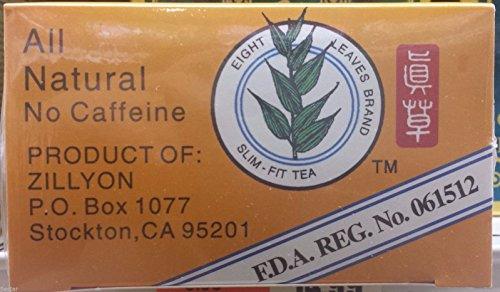 All
Natural
No Caffeine
PRODUCT OF:
ZILLYON
P.O. Box 1077
Stockton,CA 95201
EIGHT LEAVES BRAND
SLIM-FIT TEA
眞草
TM
F.D.A. REG. No. 061512